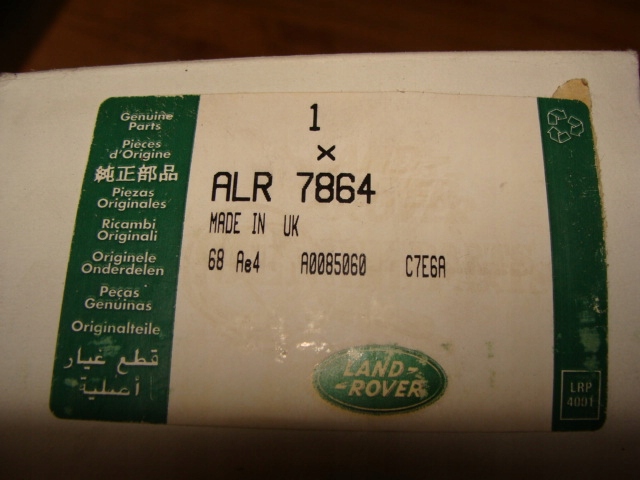 Genuine
Parts
Pièces
d'Origine
純正部品
Piezas
Originales
Ricambi
Originali
Originele
Onderdelen
Peças
Genuinas
Originalteile
قطع غيار
أصلية
1
×
ALR 7864
MADE IN UK
68 Ae4 A0085060 C7E6A
LAND-
-ROVER
LRP
4001